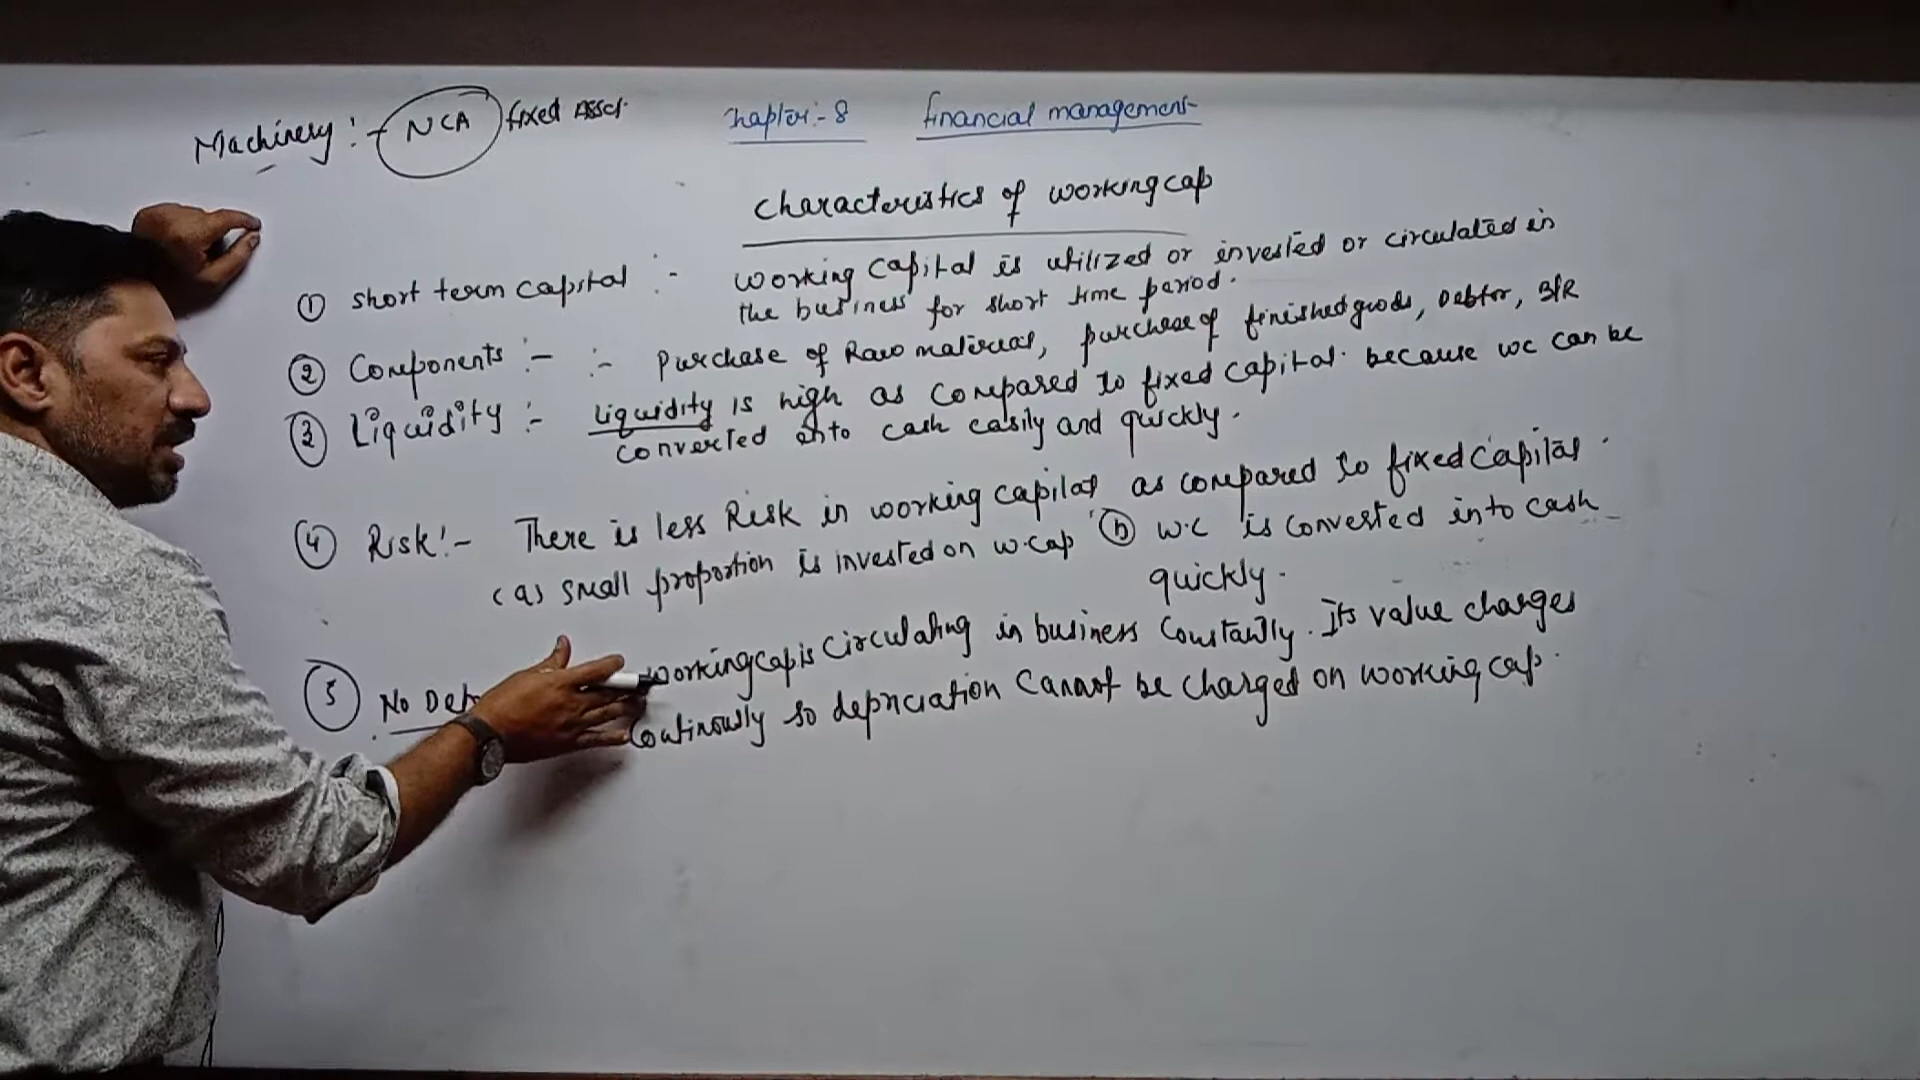 Machinery :- NCA fixed Asset
Chapter:- 8 financial management
characteristics of working cap
① short term capital :- working capital is utilized or invested or circulated in
the business for short time period.
② Components :- :- Purchase of Raw material, purchase of finished goods, Debtor, B/R
③ Liquidity :- Liquidity is high as compared to fixed capital. because we can be
converted into cash easily and quickly.
④ Risk :- There is less Risk in working capital as compared to fixed capital.
(a) small proportion is invested on w.cap (b) w.c is converted into cash
quickly.
⑤ No Dep working cap is circulating in business constantly. Its value changes
continously so depriciation cannot be charged on working cap.